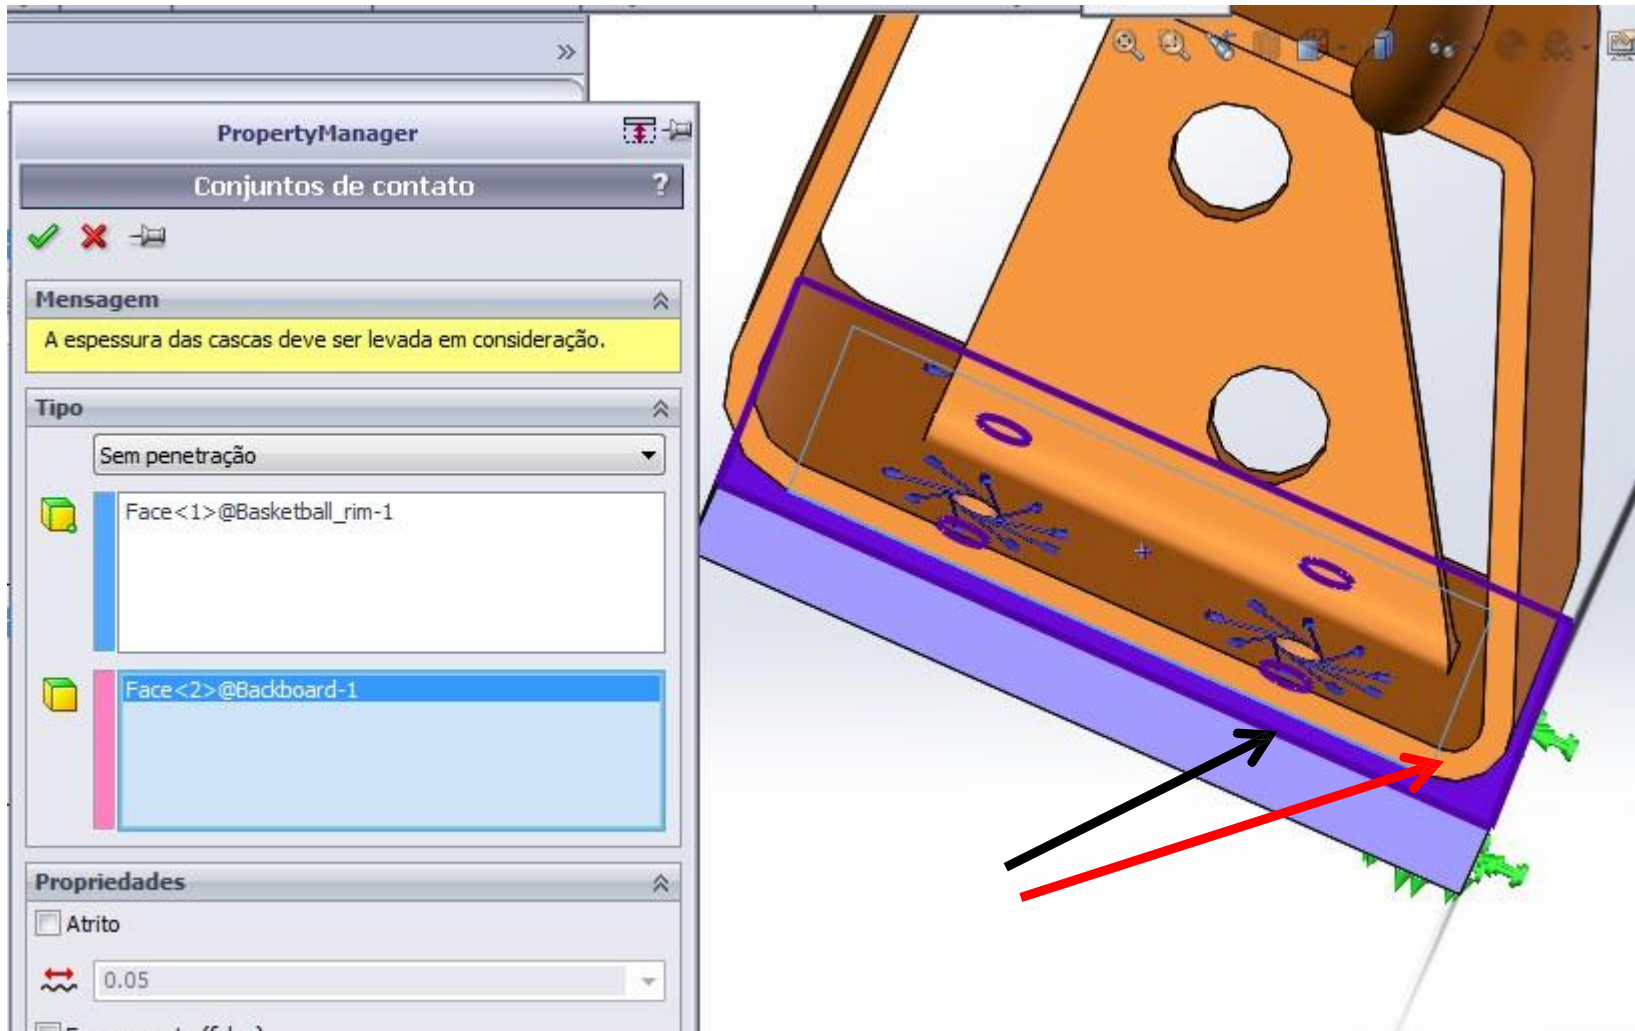 PropertyManager
Conjuntos de contato ?
Mensagem
A espessura das cascas deve ser levada em consideração.
Tipo
Sem penetração
Face<1>@Basketball_rim-1
Face<2>@Backboard-1
Propriedades
Atrito
0.05